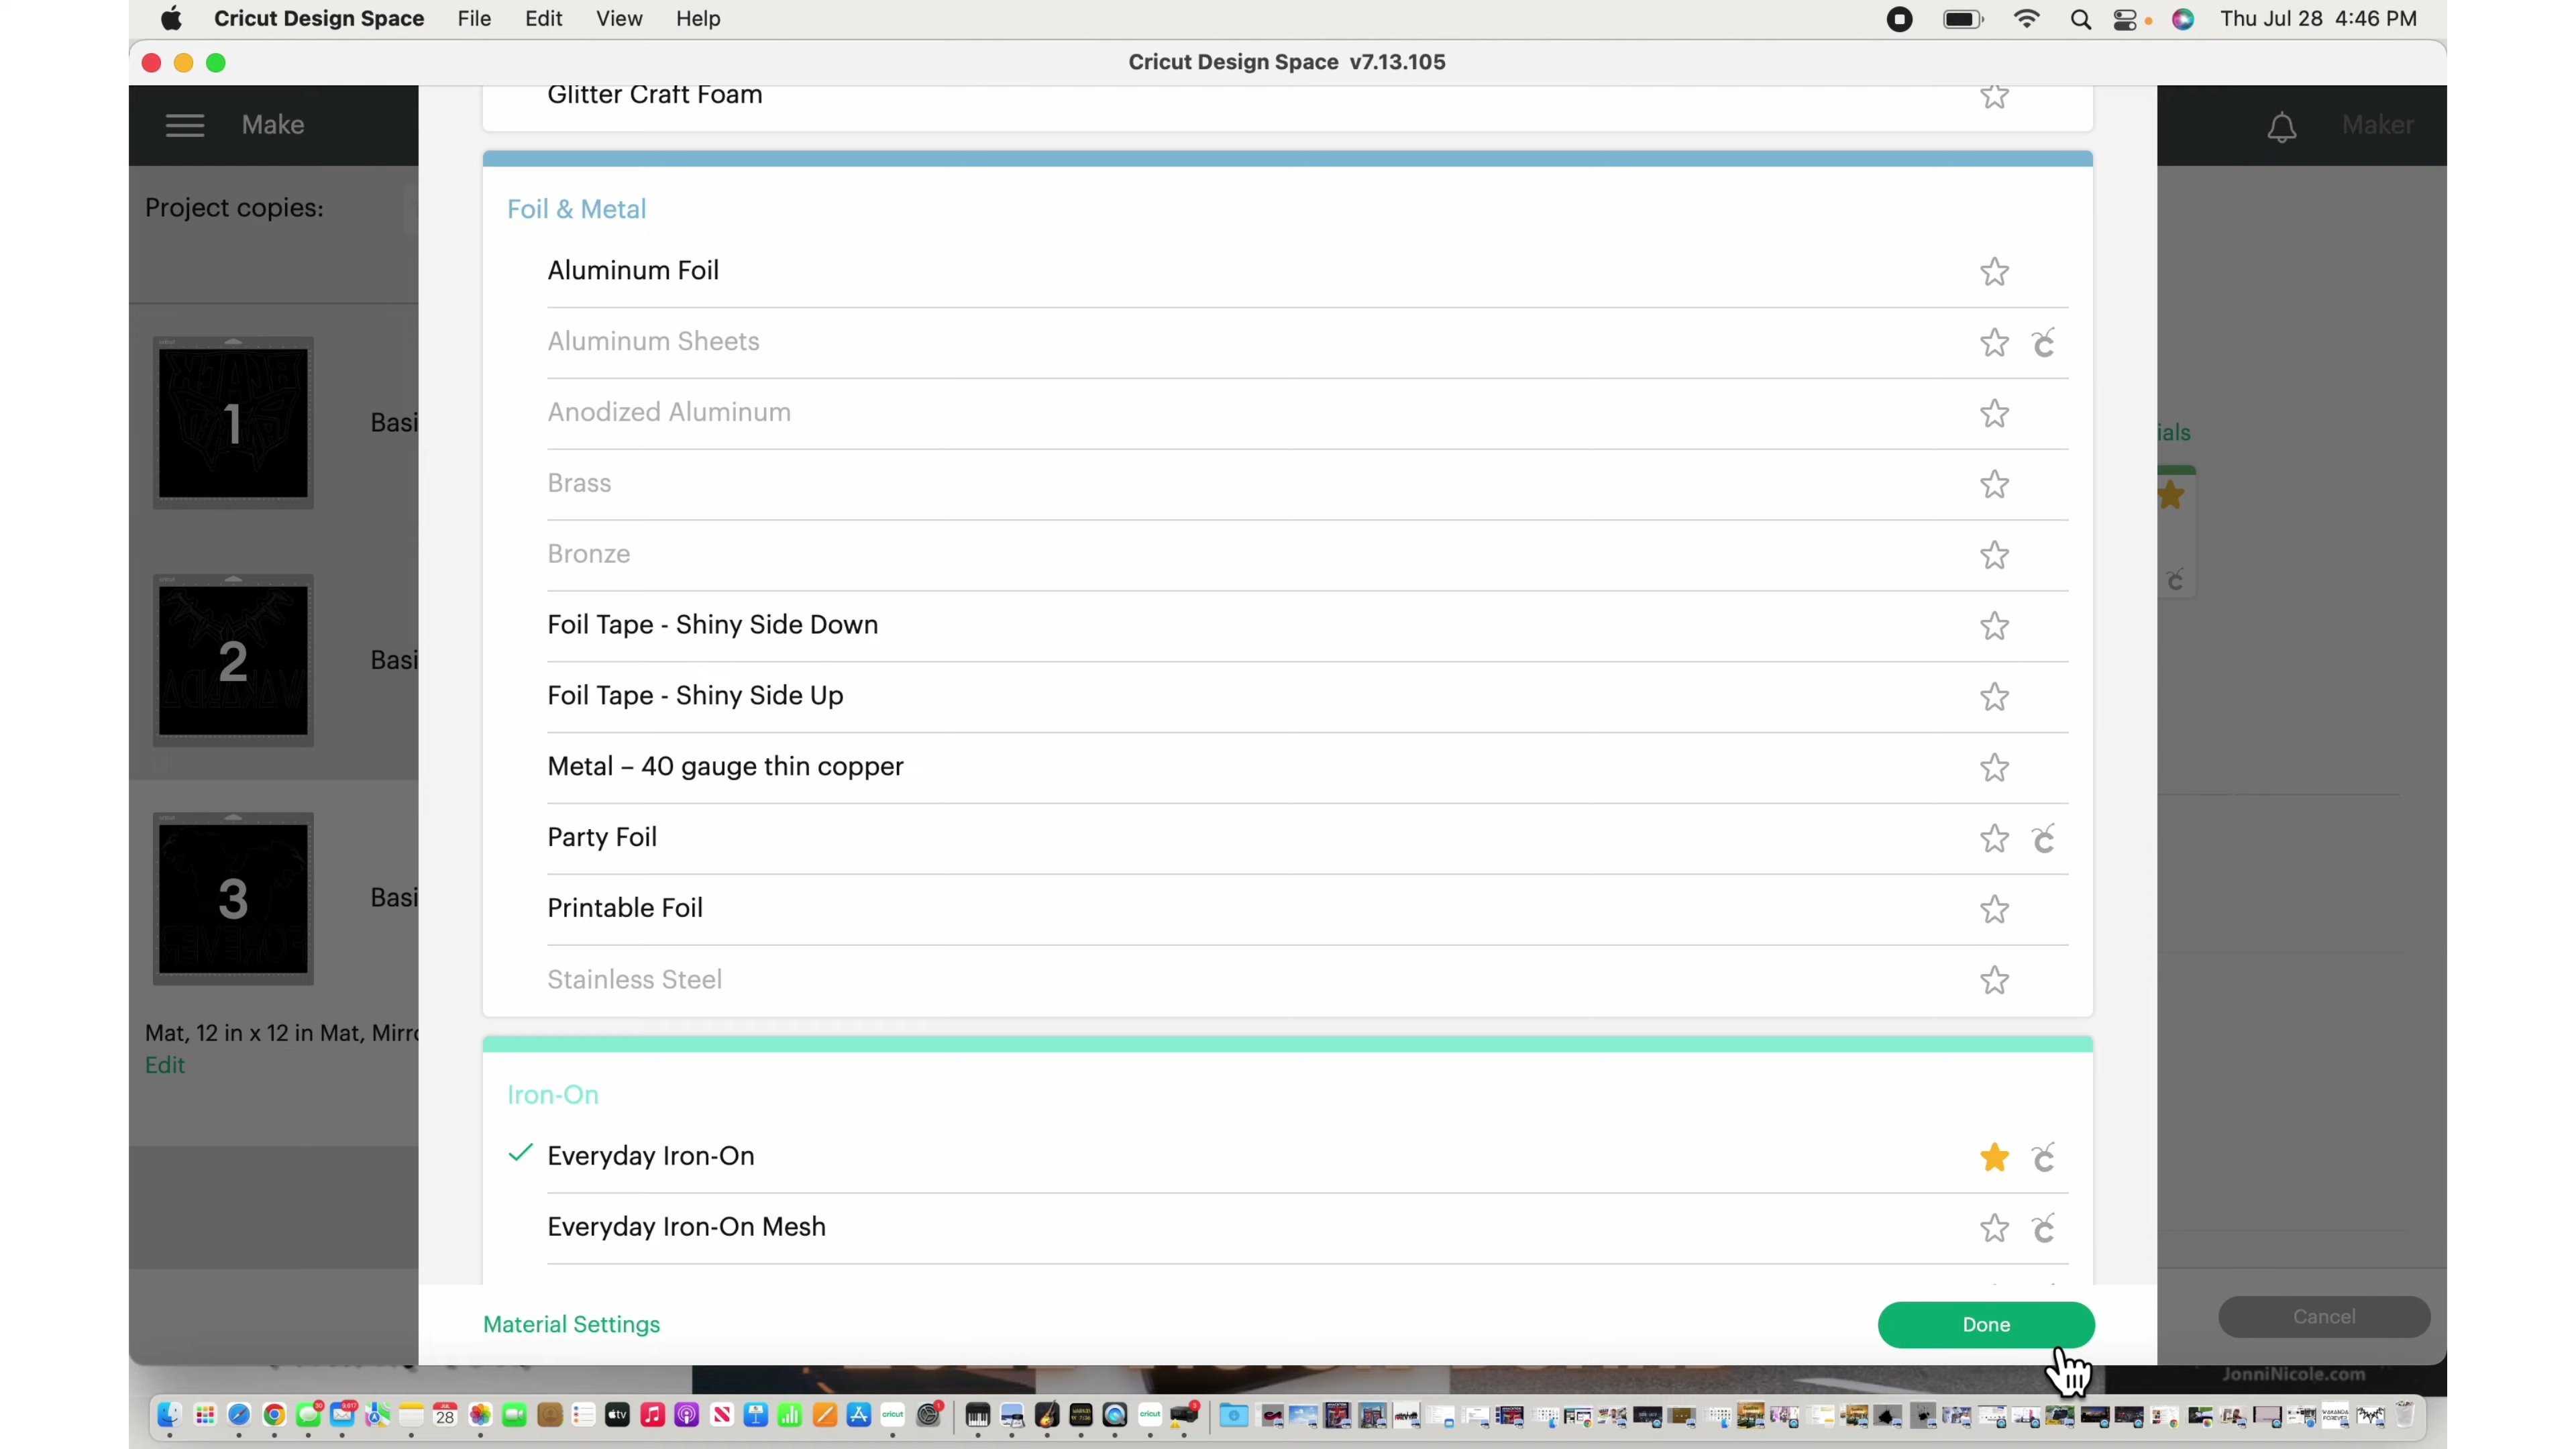 Cricut Design Space File Edit View Help
Thu Jul 28 4:46 PM
Cricut Design Space v7.13.105
Make
Maker
Glitter Craft Foam
Project copies:
Foil & Metal
Aluminum Foil
Aluminum Sheets
Anodized Aluminum
Brass
Bronze
Foil Tape - Shiny Side Down
Foil Tape - Shiny Side Up
Metal – 40 gauge thin copper
Party Foil
Printable Foil
Stainless Steel
Iron-On
Everyday Iron-On
Everyday Iron-On Mesh
Material Settings
Done
Cancel
1
Basi
2
Basi
3
Basi
Mat, 12 in x 12 in Mat, Mirro
Edit
ials
JonniNicole.com